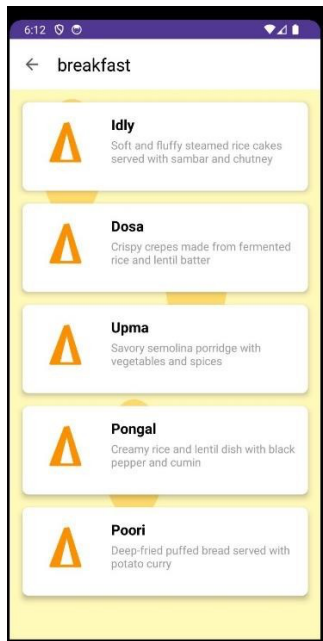 6:12
breakfast
Idly
Soft and fluffy steamed rice cakes
served with sambar and chutney
Dosa
Crispy crepes made from fermented
rice and lentil batter
Upma
Savory semolina porridge with
vegetables and spices
Pongal
Creamy rice and lentil dish with black
pepper and cumin
Poori
Deep-fried puffed bread served with
potato curry